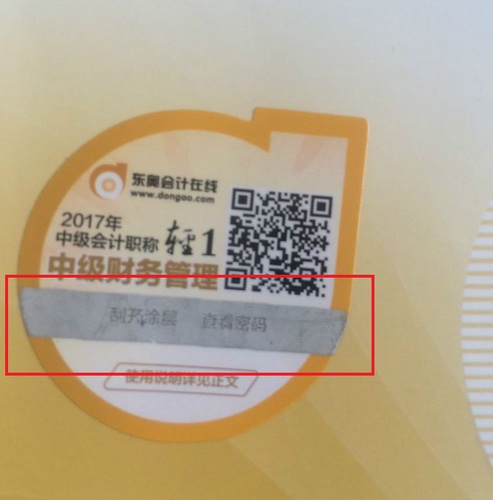 东奥会计在线
www.dongao.com
2017年
中级会计职称 轻1
中级财务管理
刮开涂层 查看密码
使用说明详见正文